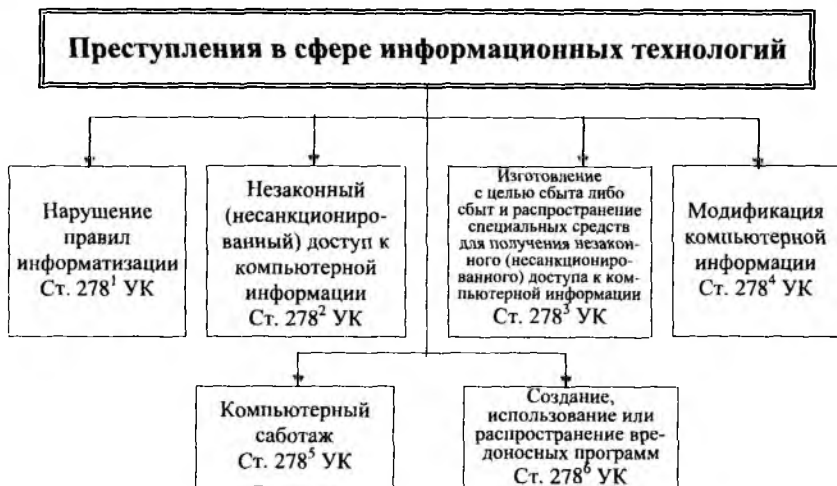 Преступления в сфере информационных технологий
Нарушение
правил
информатизации
Ст. 278¹ УК
Незаконный
(несанкциониро-
ванный) доступ к
компьютерной
информации
Ст. 278² УК
Изготовление
с целью сбыта либо
сбыт и распространение
специальных средств
для получения незакон-
ного (несанкциониро-
ванного) доступа к ком-
пьютерной информации
Ст. 278³ УК
Модификация
компьютерной
информации
Ст. 278⁴ УК
Компьютерный
саботаж
Ст. 278⁵ УК
Создание,
использование или
распространение вре-
доносных программ
Ст. 278⁶ УК